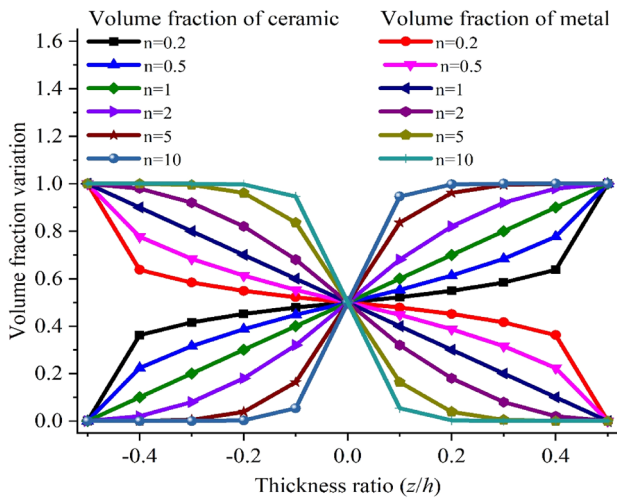 Volume fraction of ceramic
n=0.2
n=0.5
n=1
n=2
n=5
n=10
Volume fraction of metal
n=0.2
n=0.5
n=1
n=2
n=5
n=10
Volume fraction variation
1.6
1.4
1.2
1.0
0.8
0.6
0.4
0.2
0.0
-0.4
-0.2
0.0
0.2
0.4
Thickness ratio (z/h)